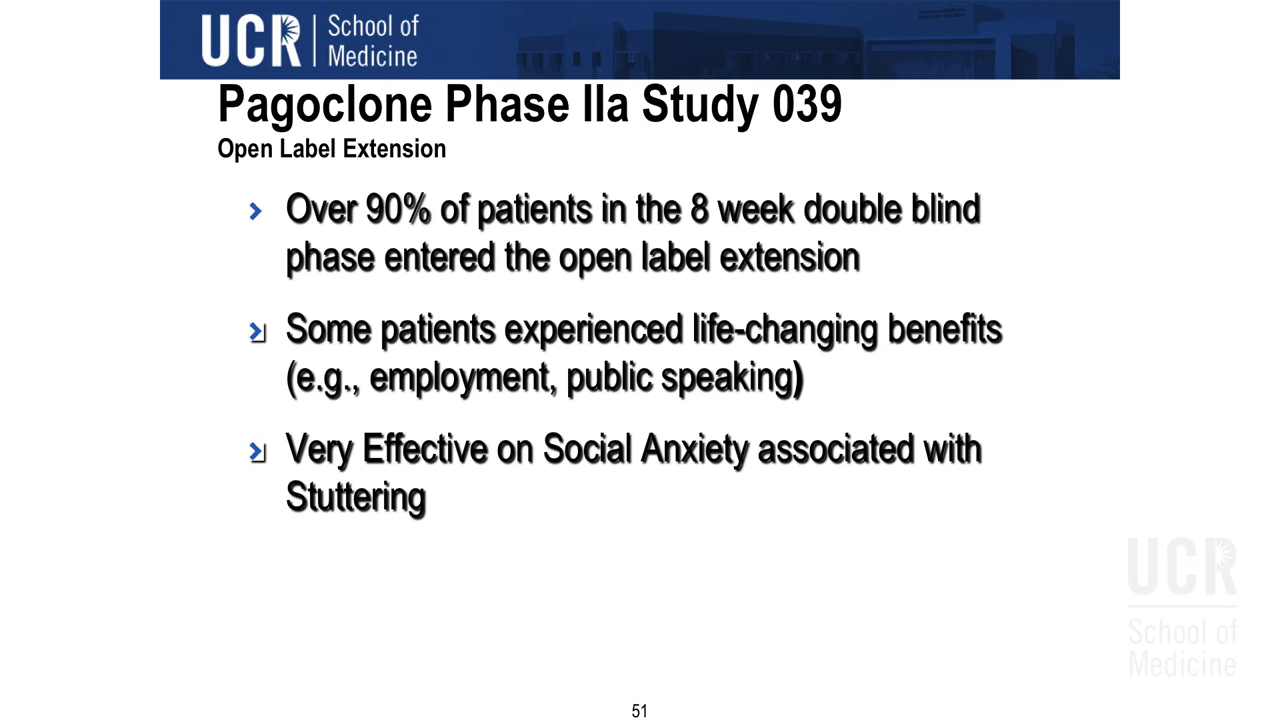 UCR School of Medicine
Pagoclone Phase IIa Study 039
Open Label Extension
Over 90% of patients in the 8 week double blind
phase entered the open label extension
Some patients experienced life-changing benefits
(e.g., employment, public speaking)
Very Effective on Social Anxiety associated with
Stuttering
UCR
School of
Medicine
51